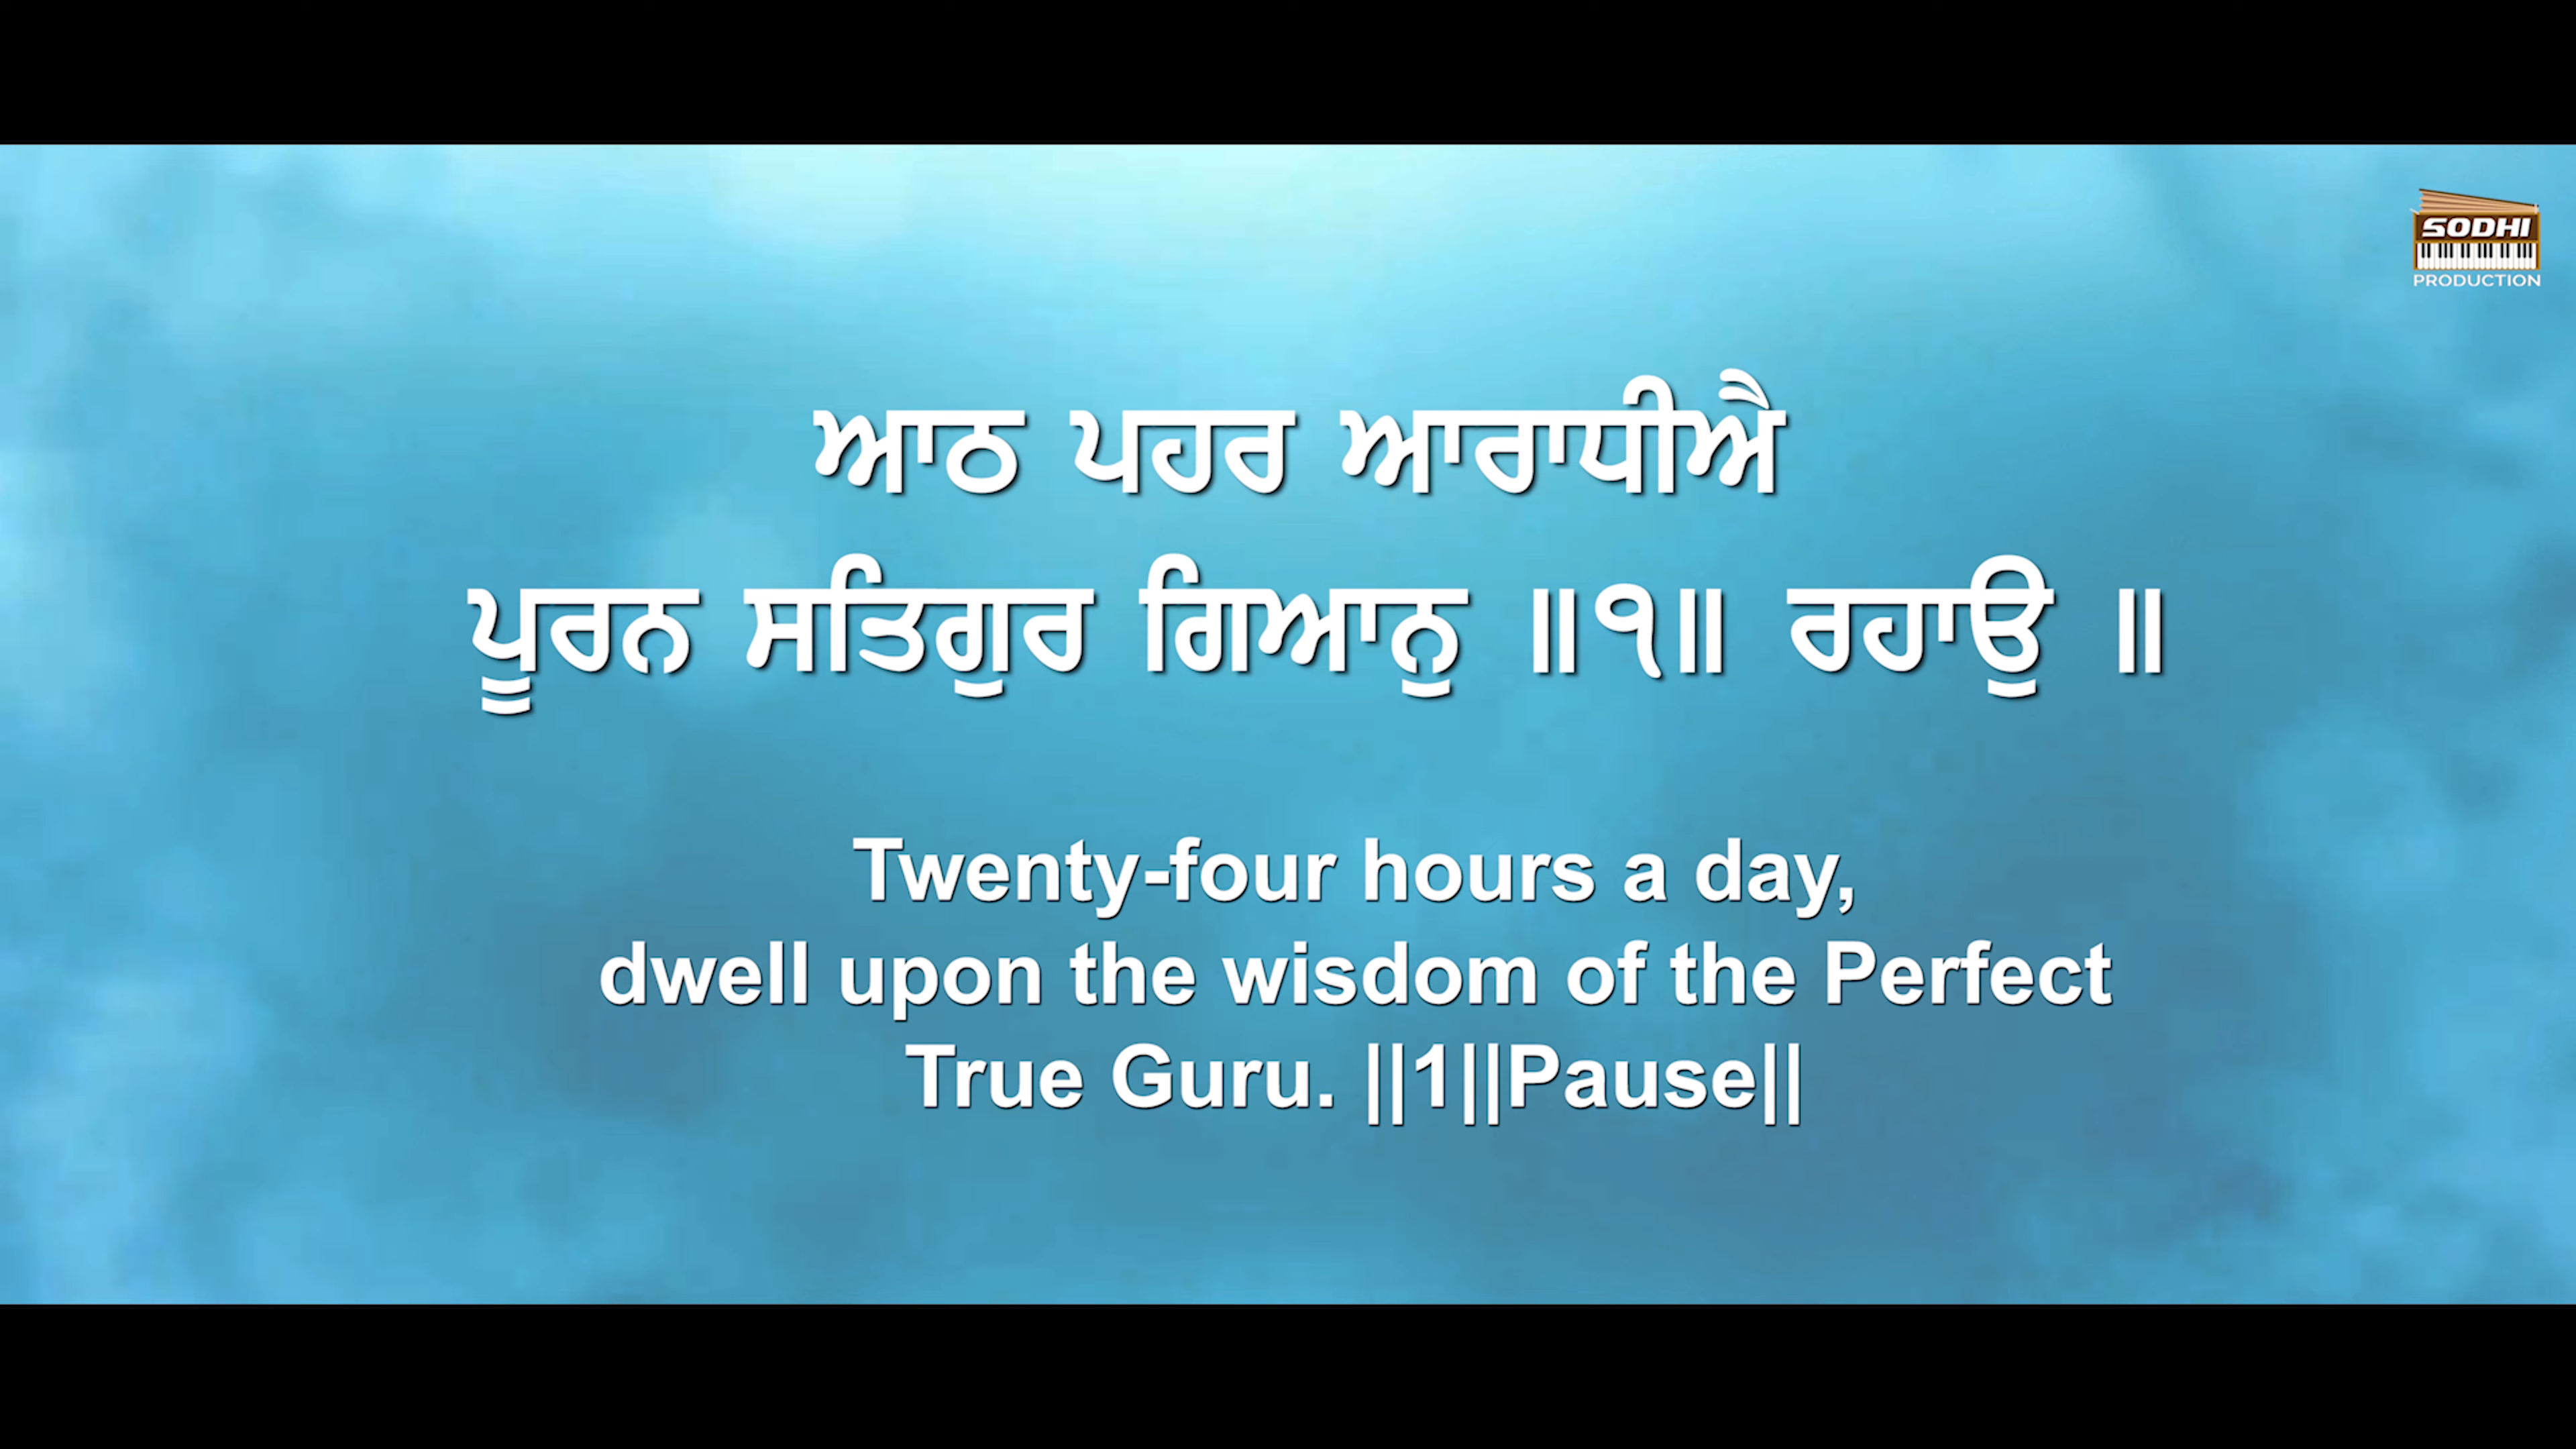 SODHI
PRODUCTION
ਆਠ ਪਹਰ ਆਰਾਧੀਐ
ਪੂਰਨ ਸਤਿਗੁਰ ਗਿਆਨੁ ॥੧॥ ਰਹਾਉ ॥
Twenty-four hours a day,
dwell upon the wisdom of the Perfect
True Guru. ||1||Pause||